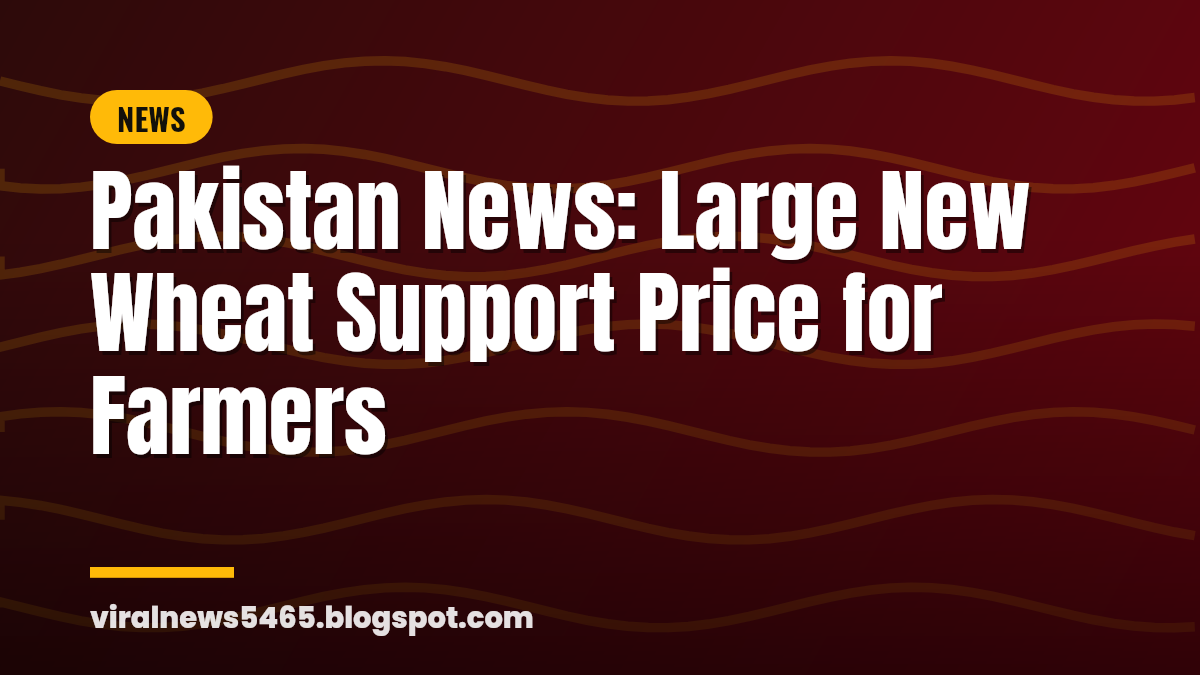 NEWS
Pakistan News: Large New
Wheat Support Price for
Farmers
viralnews5465.blogspot.com